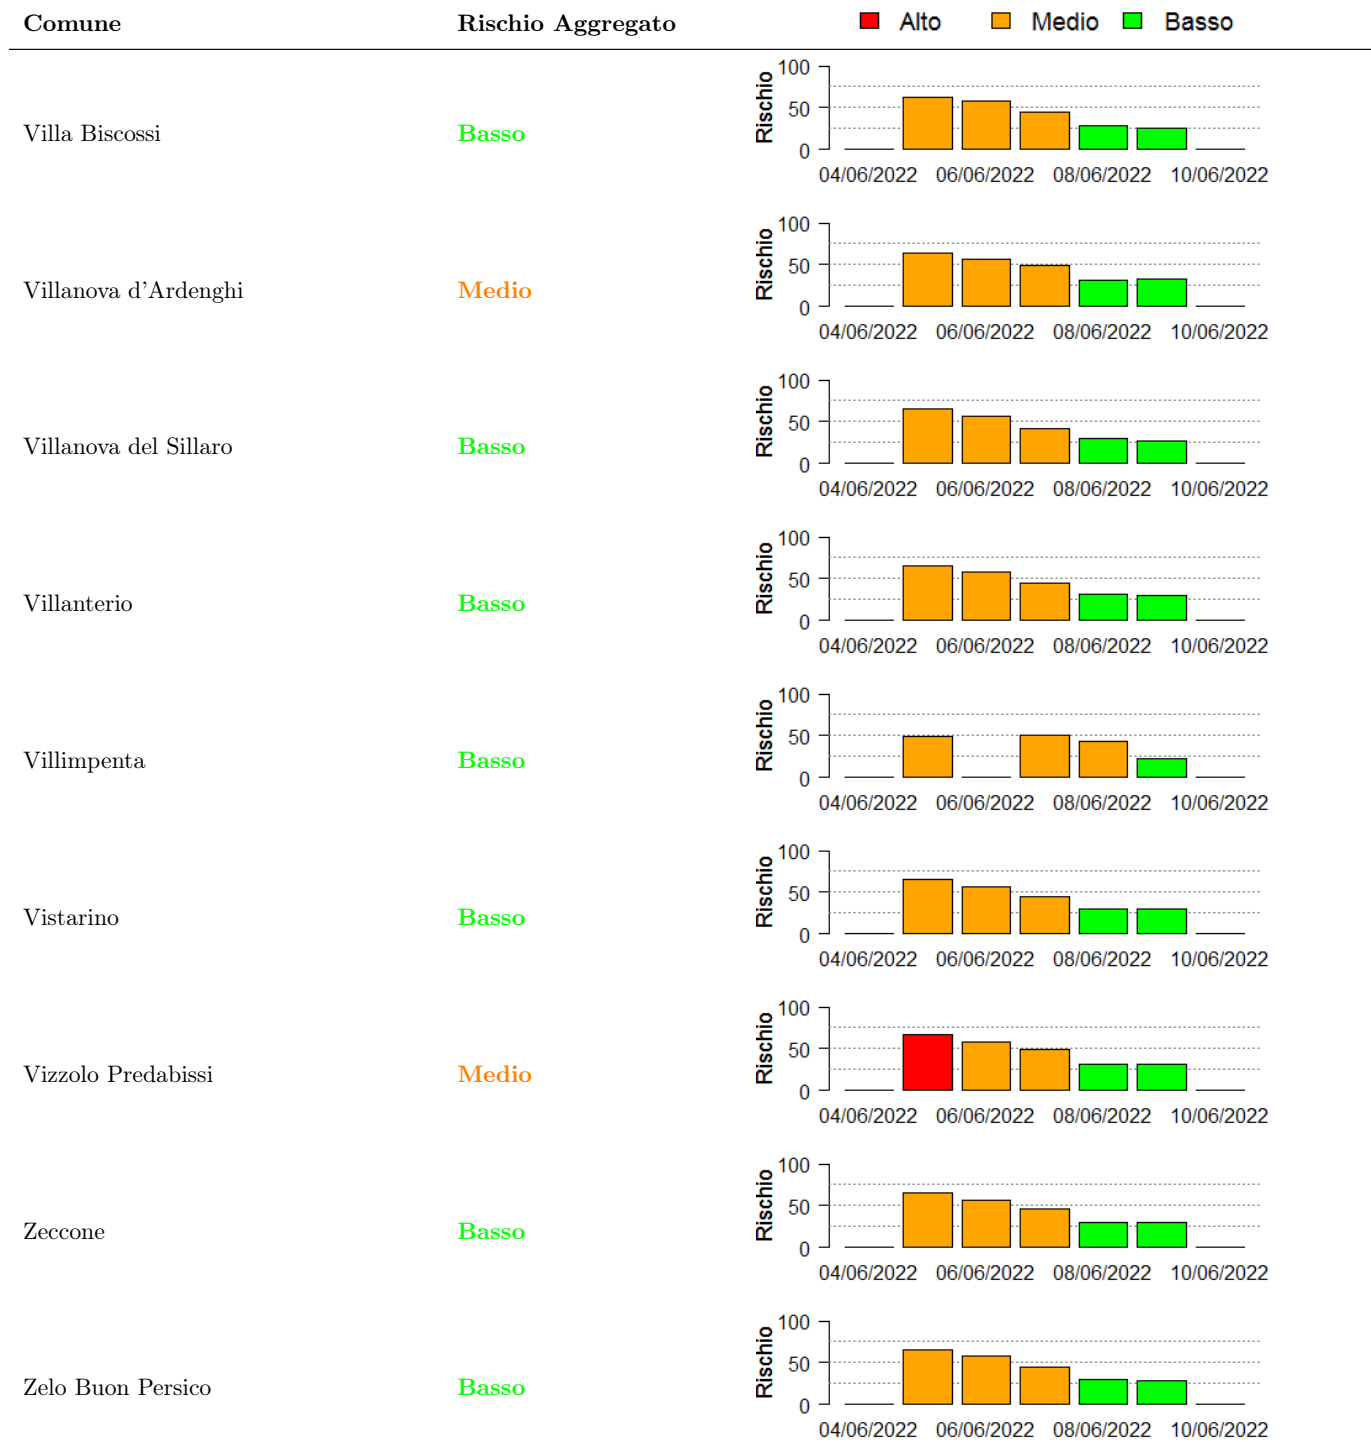 Comune Rischio Aggregato Alto Medio Basso
100
50
0
Rischio
Villa Biscossi Basso
04/06/2022 06/06/2022 08/06/2022 10/06/2022
100
50
0
Rischio
Villanova d'Ardenghi Medio
04/06/2022 06/06/2022 08/06/2022 10/06/2022
100
50
0
Rischio
Villanova del Sillaro Basso
04/06/2022 06/06/2022 08/06/2022 10/06/2022
100
50
0
Rischio
Villanterio Basso
04/06/2022 06/06/2022 08/06/2022 10/06/2022
100
50
0
Rischio
Villimpenta Basso
04/06/2022 06/06/2022 08/06/2022 10/06/2022
100
50
0
Rischio
Vistarino Basso
04/06/2022 06/06/2022 08/06/2022 10/06/2022
100
50
0
Rischio
Vizzolo Predabissi Medio
04/06/2022 06/06/2022 08/06/2022 10/06/2022
100
50
0
Rischio
Zeccone Basso
04/06/2022 06/06/2022 08/06/2022 10/06/2022
100
50
0
Rischio
Zelo Buon Persico Basso
04/06/2022 06/06/2022 08/06/2022 10/06/2022